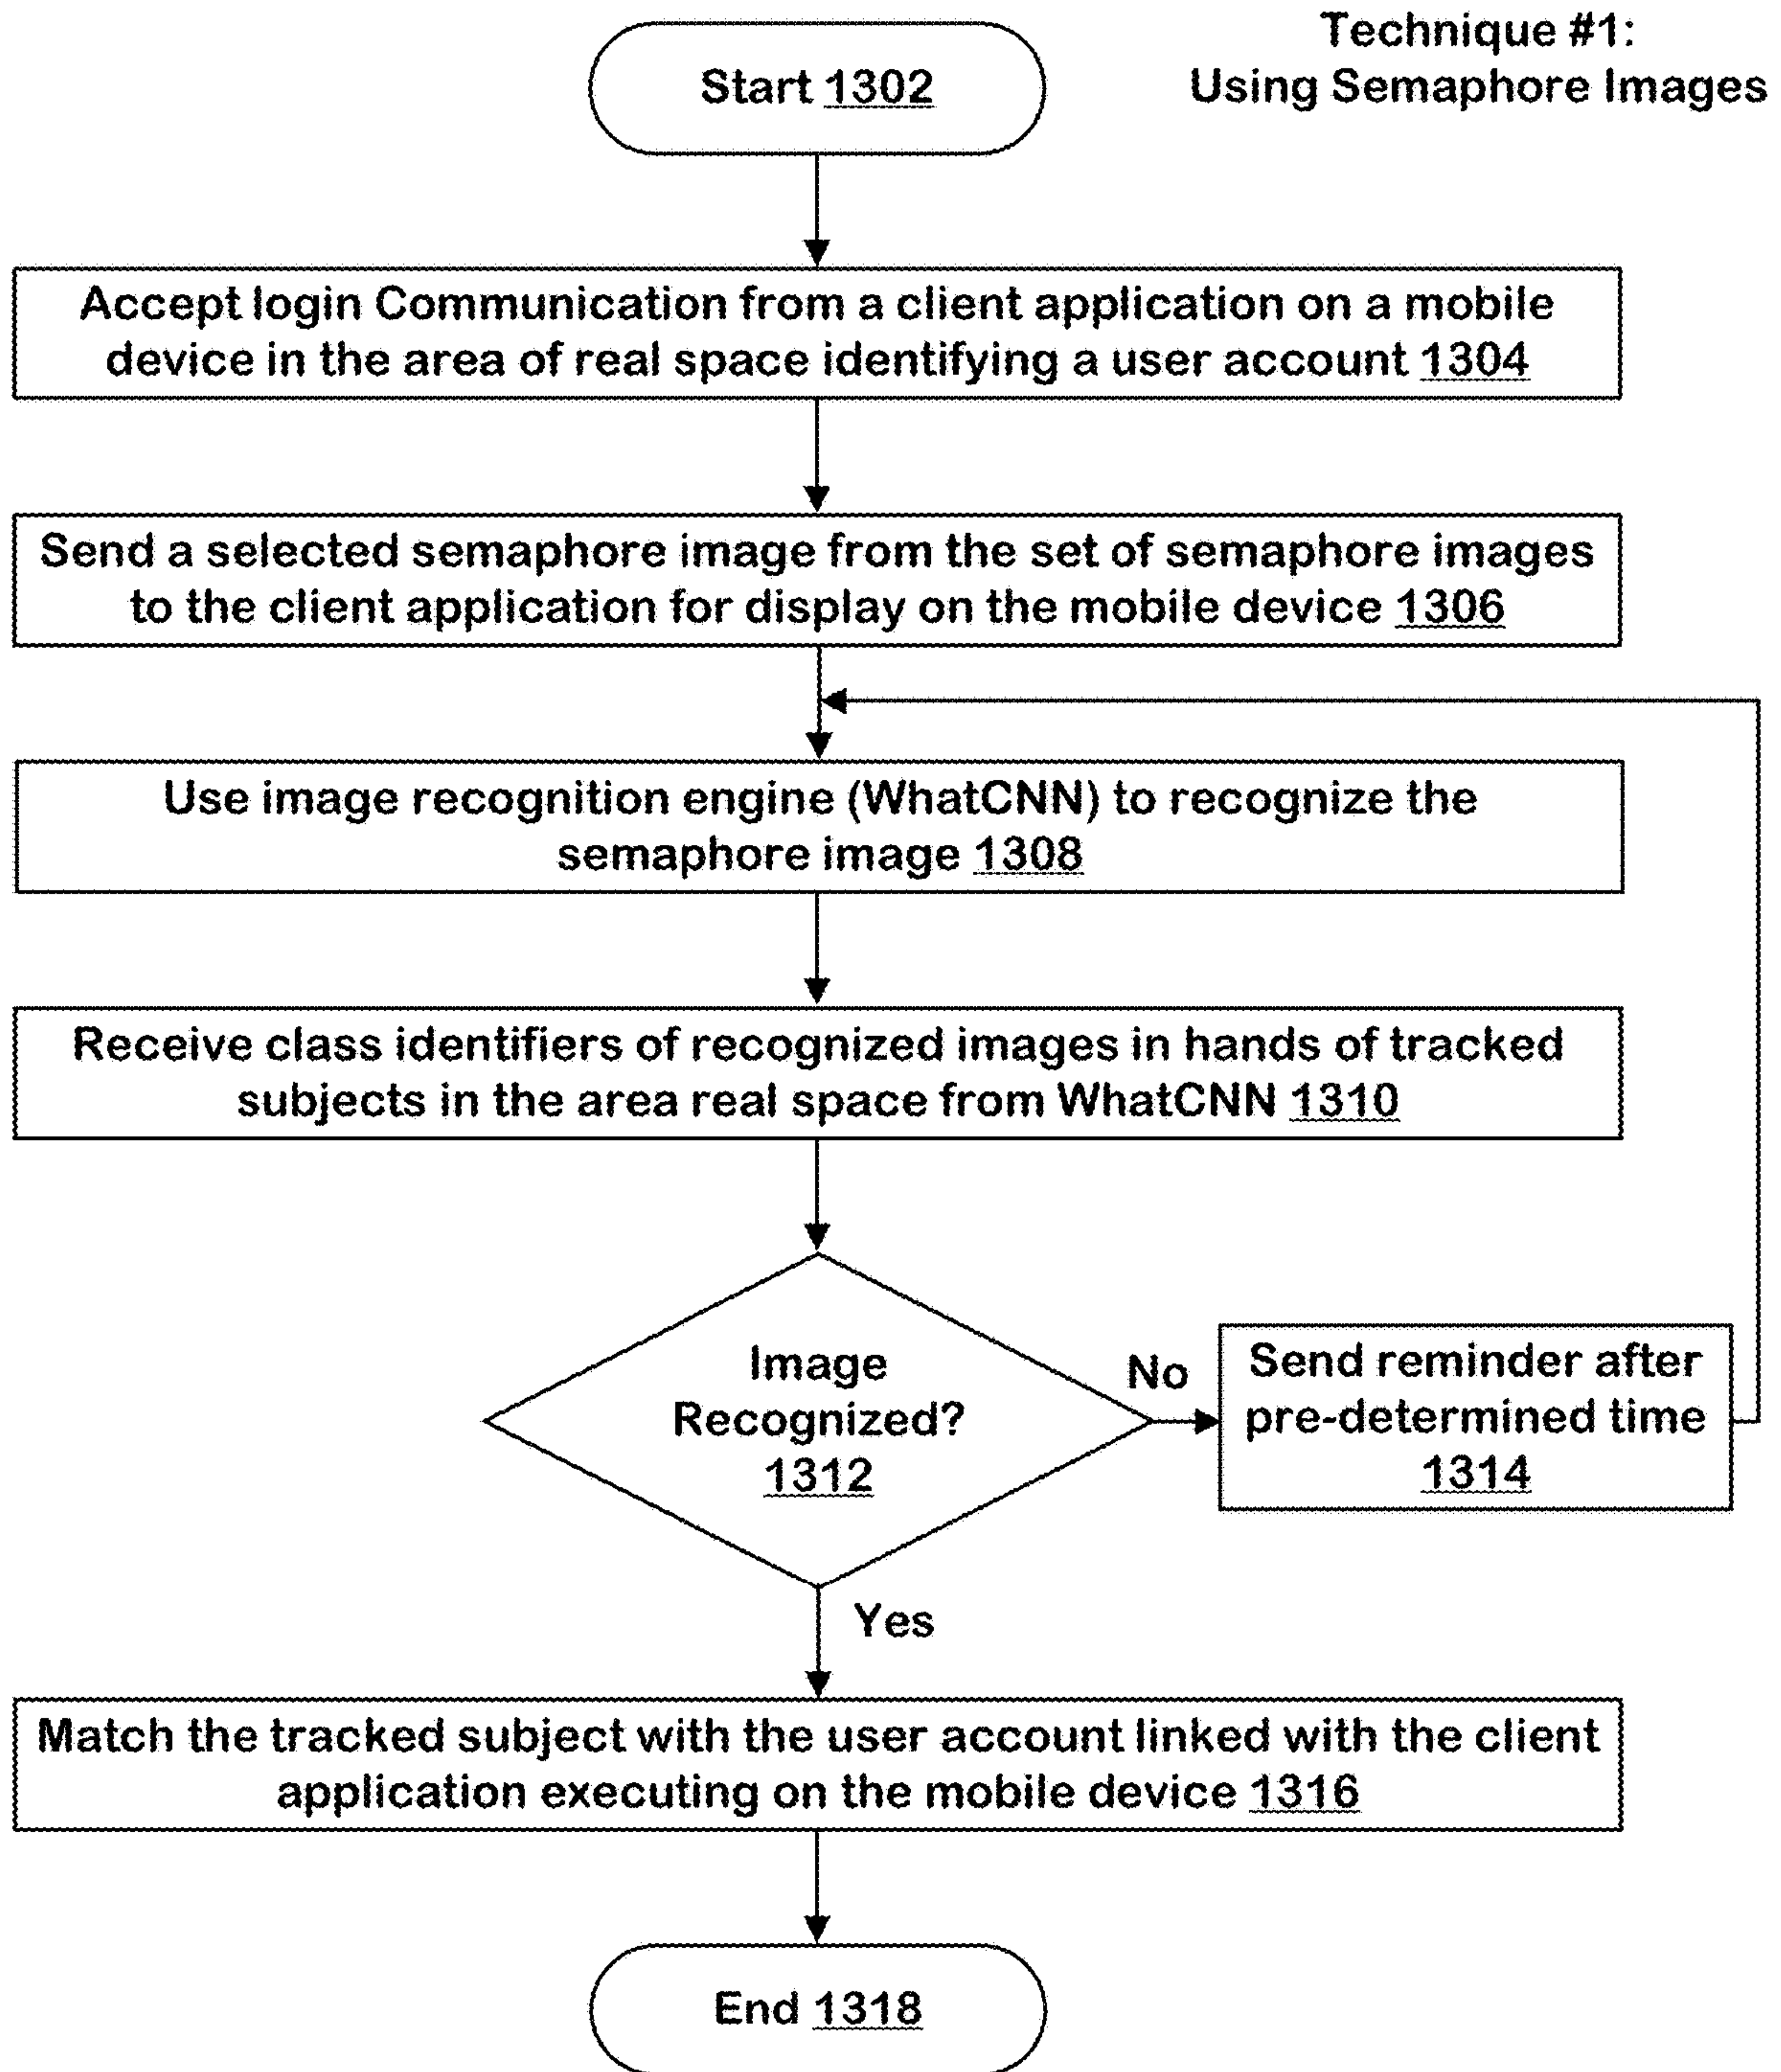 Technique #1:
Using Semaphore Images
Start 1302
Accept login Communication from a client application on a mobile
device in the area of real space identifying a user account 1304
Send a selected semaphore image from the set of semaphore images
to the client application for display on the mobile device 1306
Use image recognition engine (WhatCNN) to recognize the
semaphore image 1308
Receive class identifiers of recognized images in hands of tracked
subjects in the area real space from WhatCNN 1310
Image
Recognized?
1312
No
Send reminder after
pre-determined time
1314
Yes
Match the tracked subject with the user account linked with the client
application executing on the mobile device 1316
End 1318